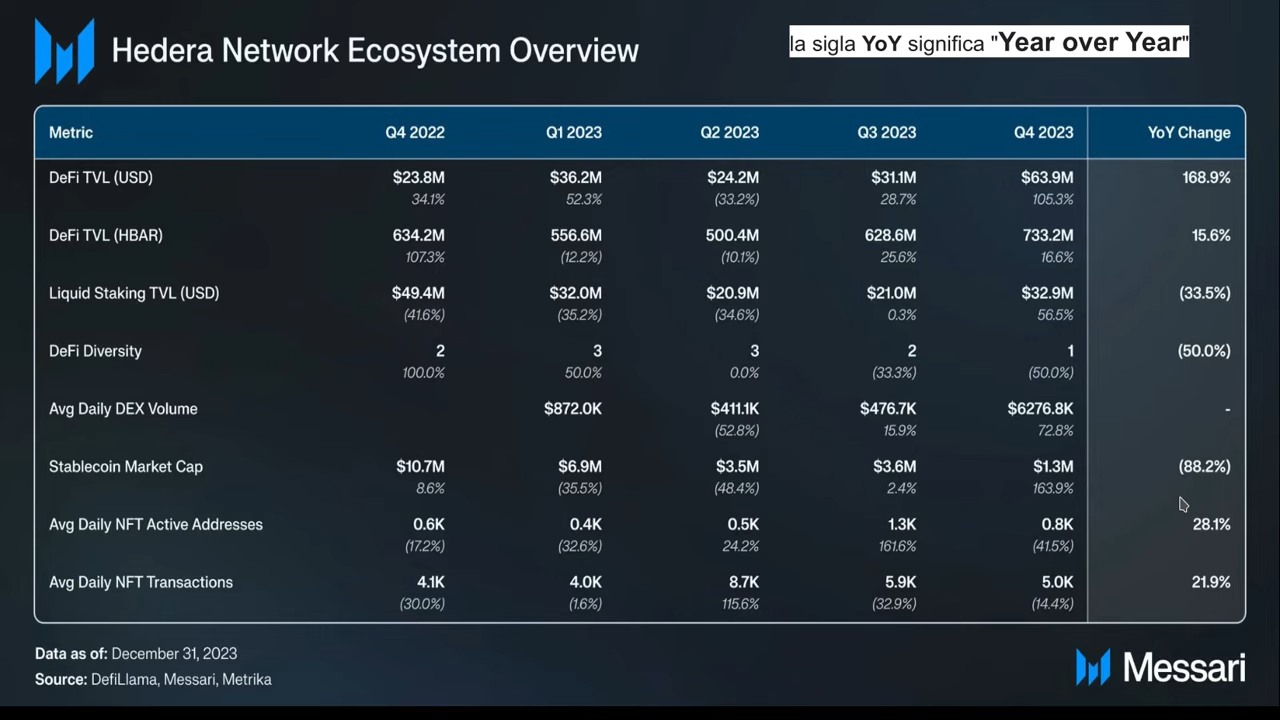 Hedera Network Ecosystem Overview
la sigla YoY significa "Year over Year"
Metric Q4 2022 Q1 2023 Q2 2023 Q3 2023 Q4 2023 YoY Change
DeFi TVL (USD) $23.8M $36.2M $24.2M $31.1M $63.9M 168.9%
34.1% 52.3% (33.2%) 28.7% 105.3%
DeFi TVL (HBAR) 634.2M 556.6M 500.4M 628.6M 733.2M 15.6%
107.3% (12.2%) (10.1%) 25.6% 16.6%
Liquid Staking TVL (USD) $49.4M $32.0M $20.9M $21.0M $32.9M (33.5%)
(41.6%) (35.2%) (34.6%) 0.3% 56.5%
DeFi Diversity 2 3 3 2 1 (50.0%)
100.0% 50.0% 0.0% (33.3%) (50.0%)
Avg Daily DEX Volume $872.0K $411.1K $476.7K $6276.8K -
(52.8%) 15.9% 72.8%
Stablecoin Market Cap $10.7M $6.9M $3.5M $3.6M $1.3M (88.2%)
8.6% (35.5%) (48.4%) 2.4% 163.9%
Avg Daily NFT Active Addresses 0.6K 0.4K 0.5K 1.3K 0.8K 28.1%
(17.2%) (32.6%) 24.2% 161.6% (41.5%)
Avg Daily NFT Transactions 4.1K 4.0K 8.7K 5.9K 5.0K 21.9%
(30.0%) (1.6%) 115.6% (32.9%) (14.4%)
Data as of: December 31, 2023
Source: DefiLlama, Messari, Metrika
Messari